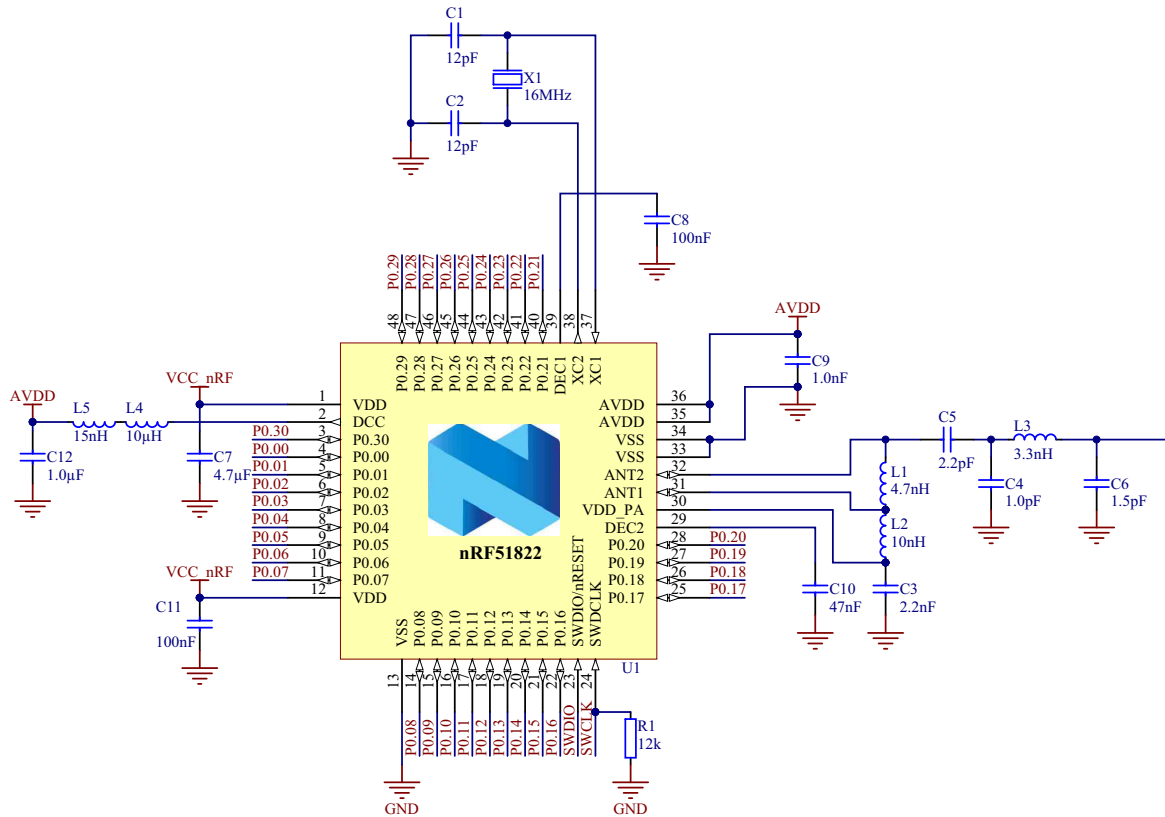 C1
12pF
X1
16MHz
C2
12pF
C8
100nF
P0.29
P0.28
P0.27
P0.26
P0.25
P0.24
P0.23
P0.22
P0.21
48
47
46
45
44
43
42
41
40
39
38
37
P0.29
P0.28
P0.27
P0.26
P0.25
P0.24
P0.23
P0.22
P0.21
DEC1
XC2
XC1
AVDD
C9
1.0nF
AVDD
L5
15nH
L4
10µH
VCC_nRF
C12
1.0µF
C7
4.7µF
1
VDD
2
DCC
P0.30
3
P0.30
P0.00
4
P0.00
P0.01
5
P0.01
P0.02
6
P0.02
P0.03
7
P0.03
P0.04
8
P0.04
P0.05
9
P0.05
P0.06
10
P0.06
P0.07
11
P0.07
12
VDD
VCC_nRF
C11
100nF
nRF51822
AVDD
36
AVDD
35
VSS
34
VSS
33
ANT2
32
ANT1
31
VDD_PA
30
DEC2
29
P0.20
28
P0.20
P0.19
27
P0.19
P0.18
26
P0.18
P0.17
25
P0.17
C5
2.2pF
L3
3.3nH
L1
4.7nH
C4
1.0pF
C6
1.5pF
L2
10nH
C10
47nF
C3
2.2nF
VSS
P0.08
P0.09
P0.10
P0.11
P0.12
P0.13
P0.14
P0.15
P0.16
SWDIO/nRESET
SWDCLK
U1
13
14
15
16
17
18
19
20
21
22
23
24
P0.08
P0.09
P0.10
P0.11
P0.12
P0.13
P0.14
P0.15
P0.16
SWDIO
SWCLK
R1
12k
GND
GND